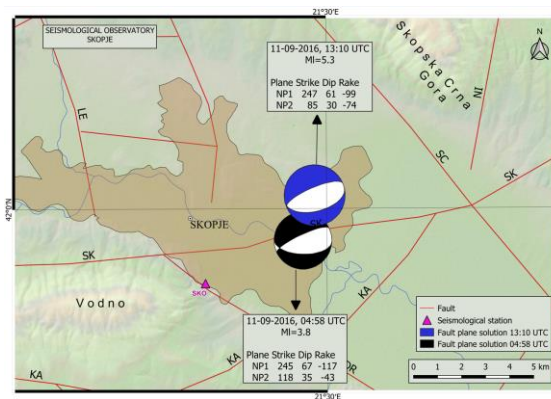 21°30'E
SEISMOLOGICAL OBSERVATORY
SKOPJE
11-09-2016, 13:10 UTC
Ml=5.3
Plane Strike Dip Rake
NP1 247 61 -99
NP2 85 30 -74
Skopska Crna
Gora
N
LE
IN
SC
SK
42°0'N
SKOPJE
SK
SK
SKO
Vodno
KA
11-09-2016, 04:58 UTC
Ml=3.8
Plane Strike Dip Rake
NP1 245 67 -117
NP2 118 35 -43
KA
KA
OR
Fault
Seismological station
Fault plane solution 13:10 UTC
Fault plane solution 04:58 UTC
0 1 2 3 4 5 km
21°30'E